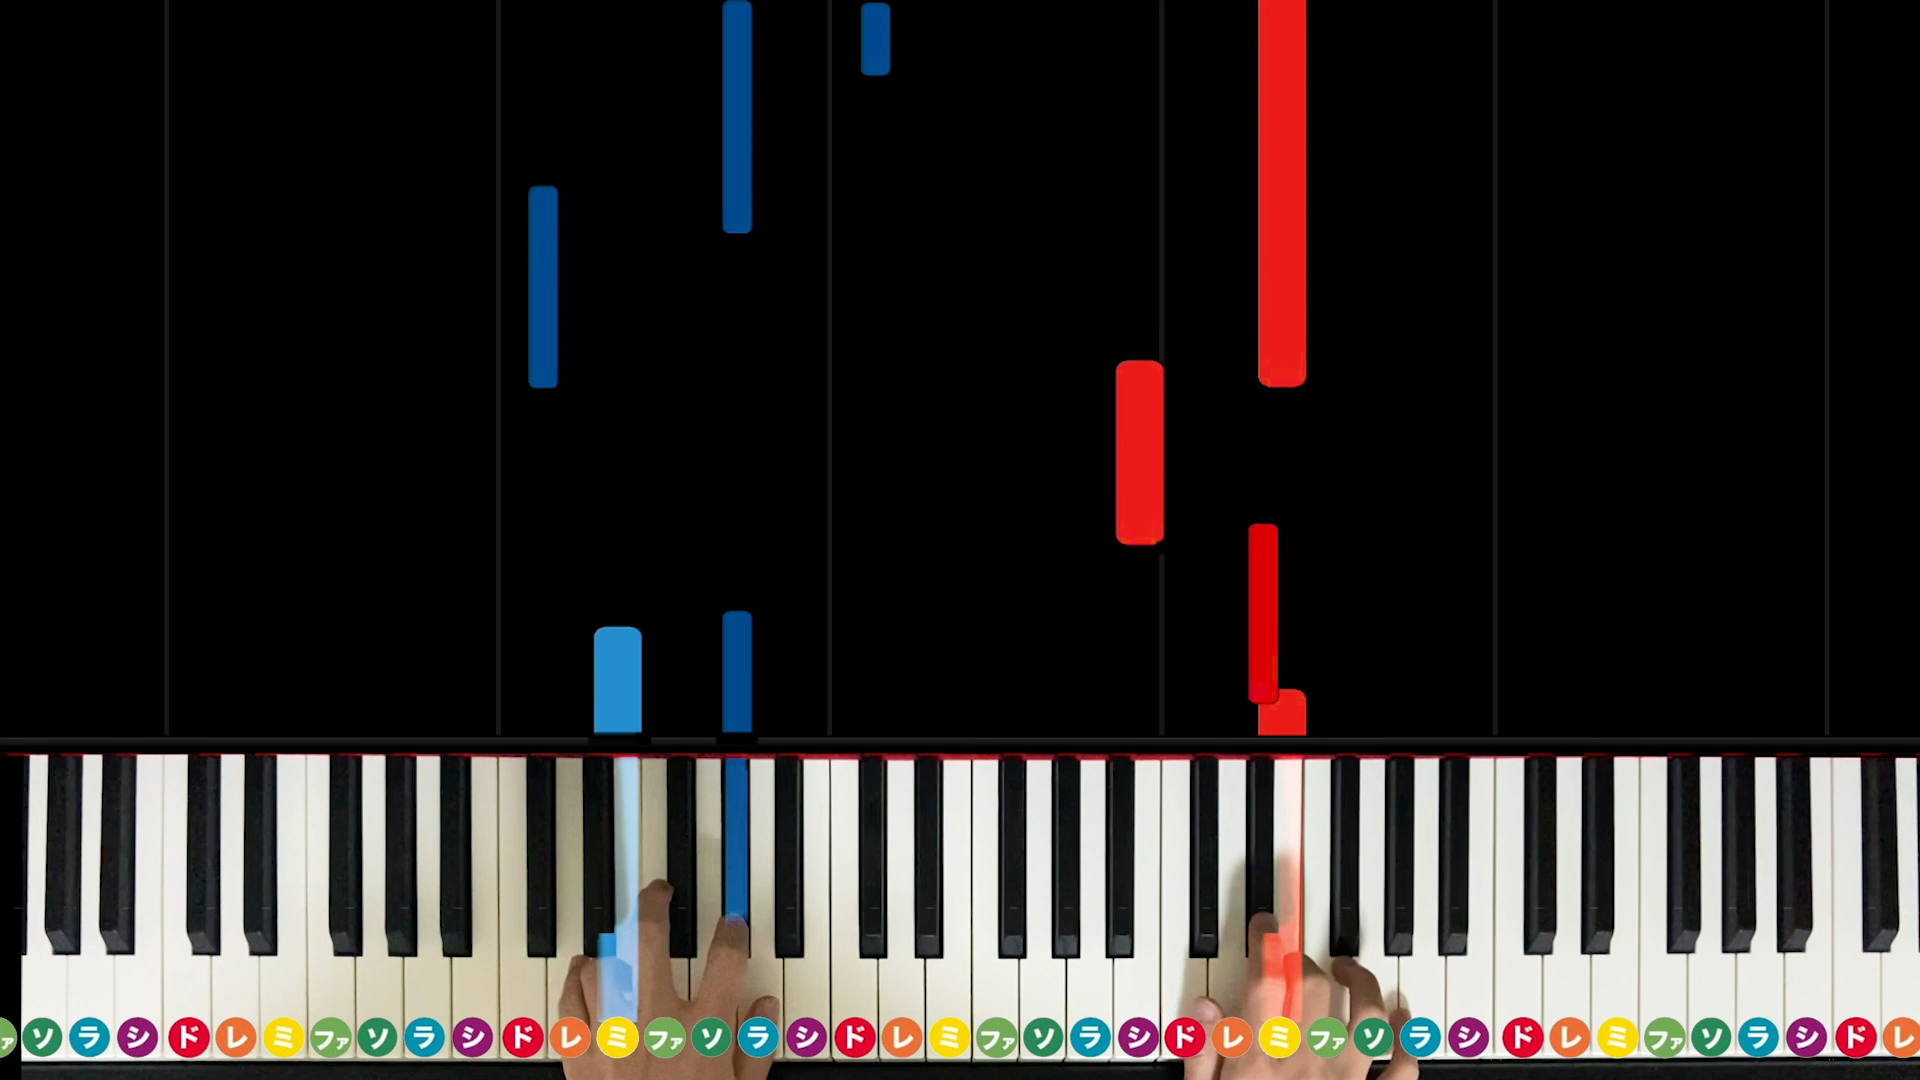 ァ ソ ラ シ ド レ ミ ファ ソ ラ シ ド レ ミ ファ ソ ラ シ ド レ ミ ファ ソ ラ シ ド レ ミ ファ ソ ラ シ ド レ ミ ファ ソ ラ シ ド レ